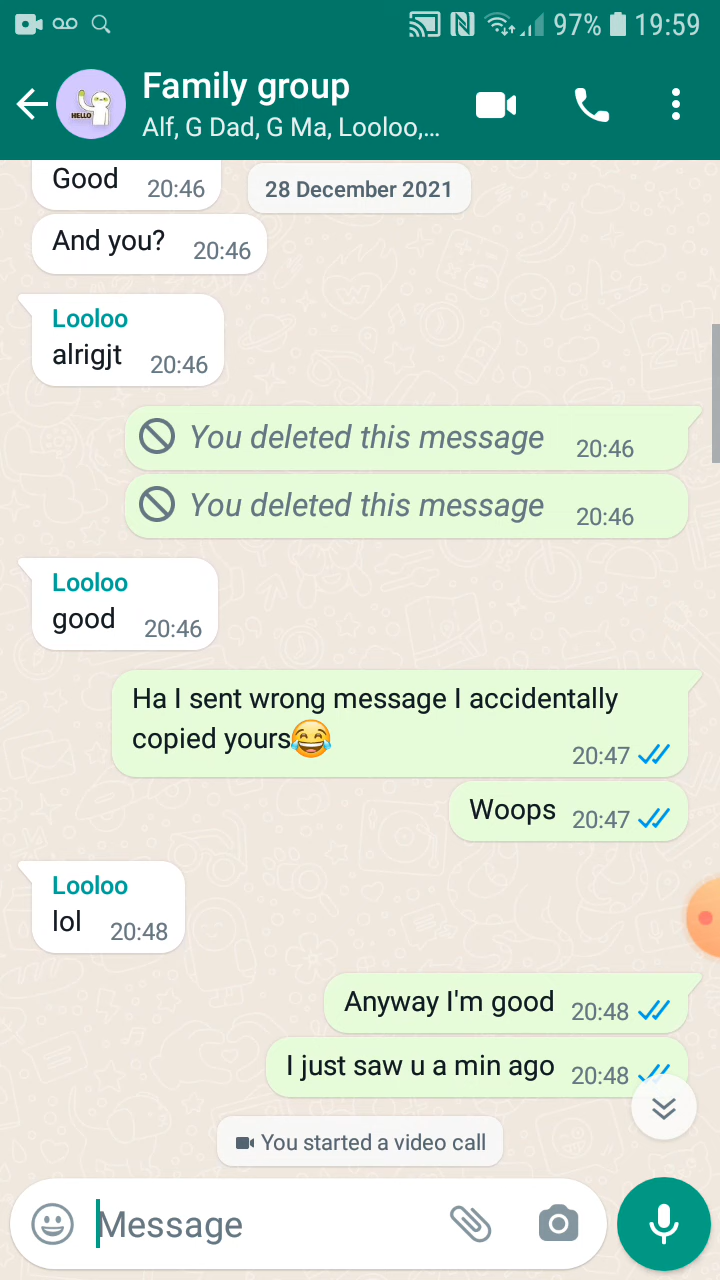 97% 19:59
HELLO
Family group
Alf, G Dad, G Ma, Looloo,...
Good 20:46
28 December 2021
And you? 20:46
Looloo
alrigjt 20:46
You deleted this message 20:46
You deleted this message 20:46
Looloo
good 20:46
Ha I sent wrong message I accidentally
copied yours😂
20:47
Woops 20:47
Looloo
lol 20:48
Anyway I'm good 20:48
I just saw u a min ago 20:48
You started a video call
Message